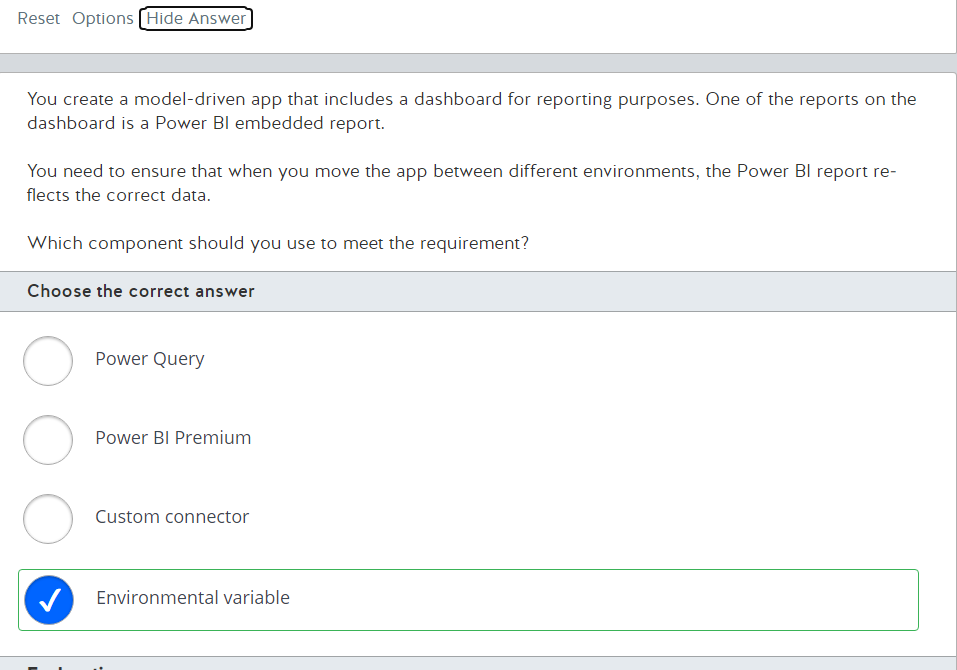 Reset Options Hide Answer
You create a model-driven app that includes a dashboard for reporting purposes. One of the reports on the
dashboard is a Power BI embedded report.
You need to ensure that when you move the app between different environments, the Power BI report re-
flects the correct data.
Which component should you use to meet the requirement?
Choose the correct answer
Power Query
Power BI Premium
Custom connector
Environmental variable